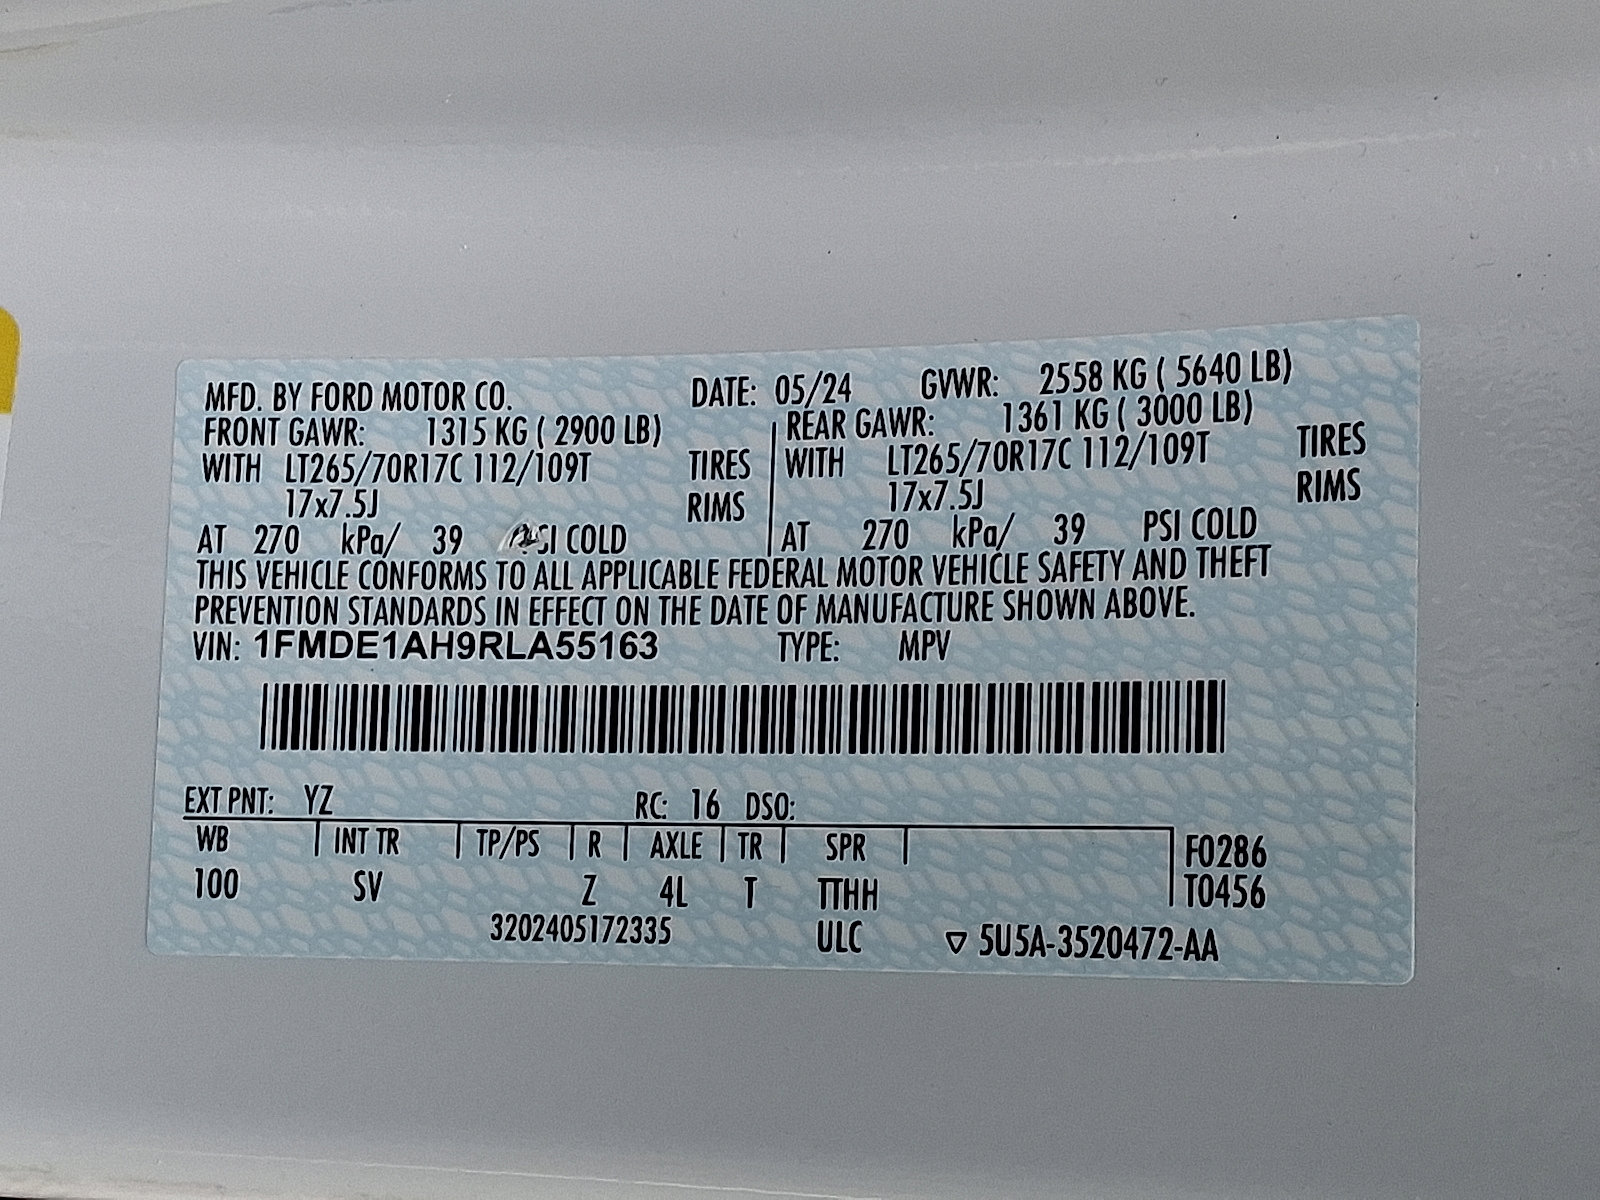 MFD. BY FORD MOTOR CO. DATE: 05/24 GVWR: 2558 KG ( 5640 LB)
FRONT GAWR: 1315 KG ( 2900 LB) REAR GAWR: 1361 KG ( 3000 LB)
WITH LT265/70R17C 112/109T TIRES WITH LT265/70R17C 112/109T TIRES
17x7.5J RIMS 17x7.5J RIMS
AT 270 kPa/ 39 PSI COLD AT 270 kPa/ 39 PSI COLD
THIS VEHICLE CONFORMS TO ALL APPLICABLE FEDERAL MOTOR VEHICLE SAFETY AND THEFT
PREVENTION STANDARDS IN EFFECT ON THE DATE OF MANUFACTURE SHOWN ABOVE.
VIN: 1FMDE1AH9RLA55163 TYPE: MPV
EXT PNT: YZ RC: 16 DSO:
WB INT TR TP/PS R AXLE TR SPR F0286
100 SV Z 4L T TTHH T0456
3202405172335 ULC 5U5A-3520472-AA